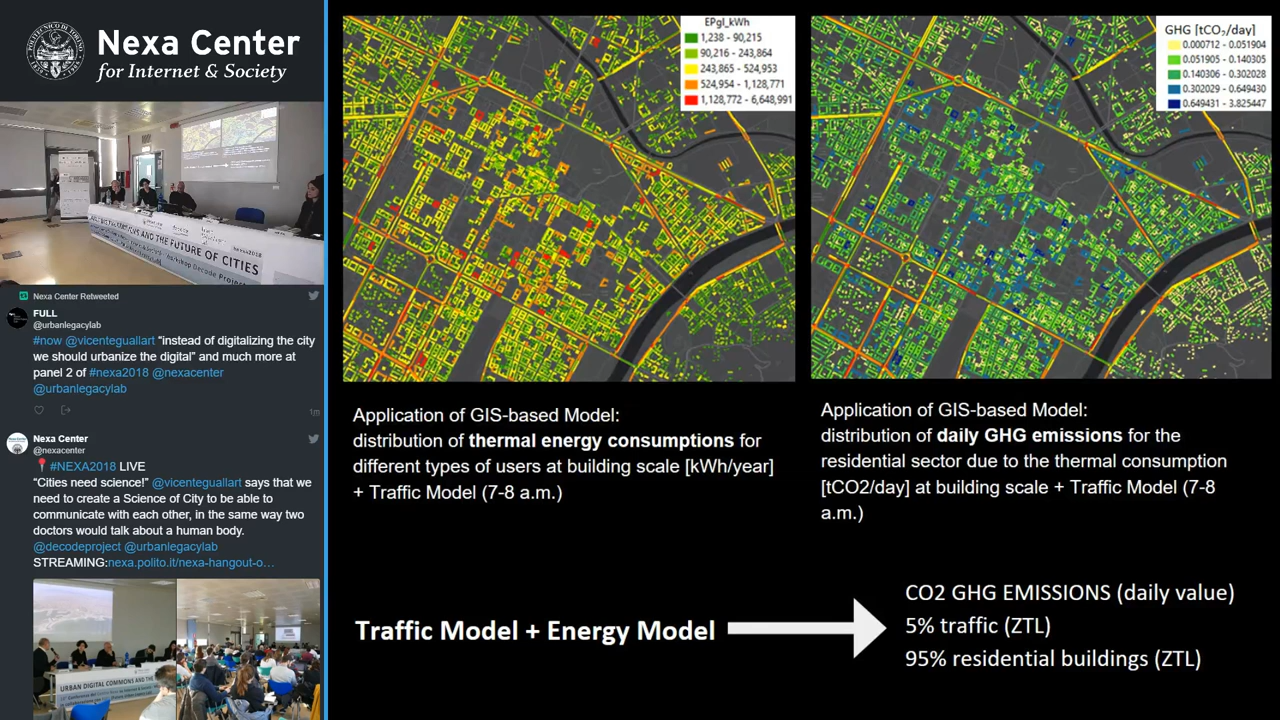 Nexa Center
for Internet & Society
URBAN DIGITAL COMMONS AND THE FUTURE OF CITIES
Nexa Center Retweeted
FULL
@urbanlegacylab
#now @vicenteguallart “instead of digitalizing the city
we should urbanize the digital” and much more at
panel 2 of #nexa2018 @nexacenter
@urbanlegacylab
1m
Nexa Center
@nexacenter
#NEXA2018 LIVE
“Cities need science!” @vicenteguallart says that we
need to create a Science of City to be able to
communicate with each other, in the same way two
doctors would talk about a human body.
@decodeproject @urbanlegacylab
STREAMING:nexa.polito.it/nexa-hangout-o…
URBAN DIGITAL COMMONS AND THE
EPgl_kWh
1,238 - 90,215
90,216 - 243,864
243,865 - 524,953
524,954 - 1,128,771
1,128,772 - 6,648,991
GHG [tCO₂/day]
0.000712 - 0.051904
0.051905 - 0.140305
0.140306 - 0.302028
0.302029 - 0.649430
0.649431 - 3.825447
Application of GIS-based Model:
distribution of thermal energy consumptions for
different types of users at building scale [kWh/year]
+ Traffic Model (7-8 a.m.)
Application of GIS-based Model:
distribution of daily GHG emissions for the
residential sector due to the thermal consumption
[tCO2/day] at building scale + Traffic Model (7-8
a.m.)
Traffic Model + Energy Model
CO2 GHG EMISSIONS (daily value)
5% traffic (ZTL)
95% residential buildings (ZTL)